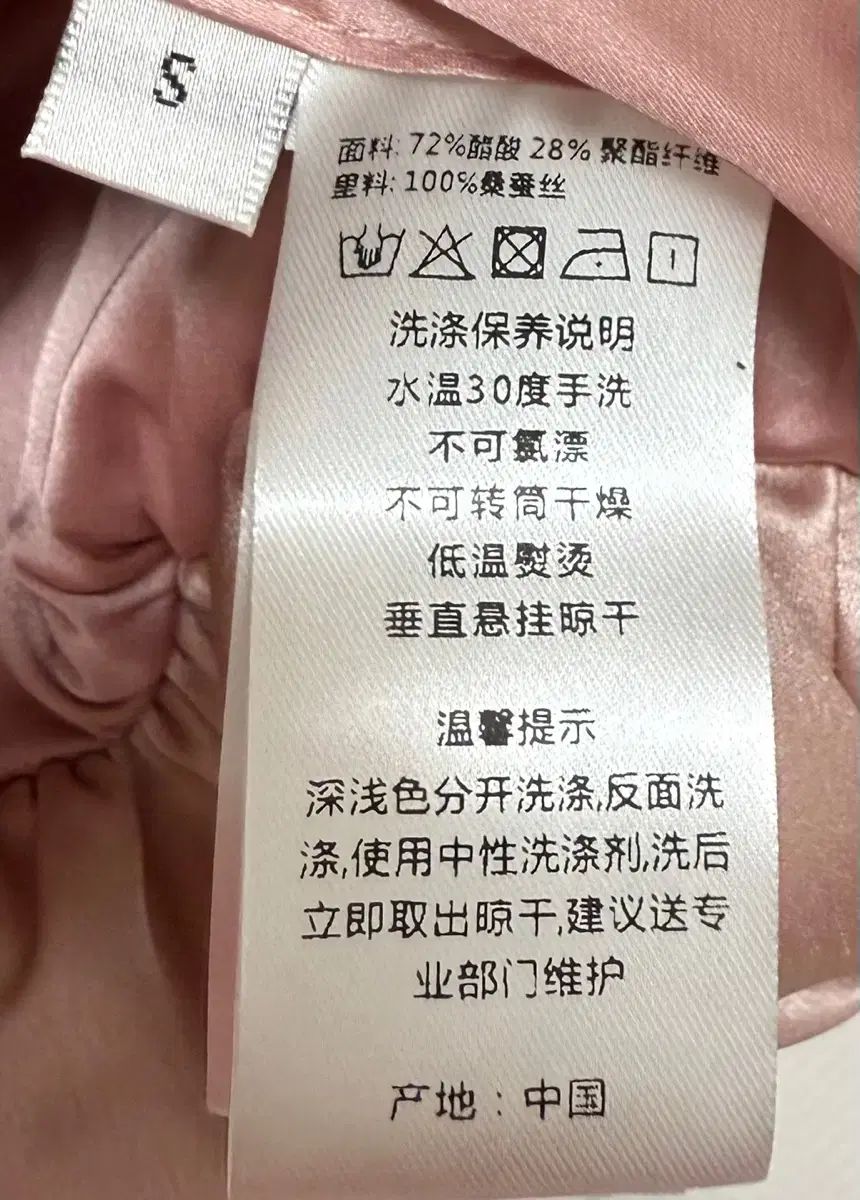 S
面料: 72%醋酸 28% 聚酯纤维
里料: 100%桑蚕丝
洗涤保养说明
水温30度手洗
不可氯漂
不可转筒干燥
低温熨烫
垂直悬挂晾干
温馨提示
深浅色分开洗涤,反面洗
涤,使用中性洗涤剂,洗后
立即取出晾干,建议送专
业部门维护
产地：中国